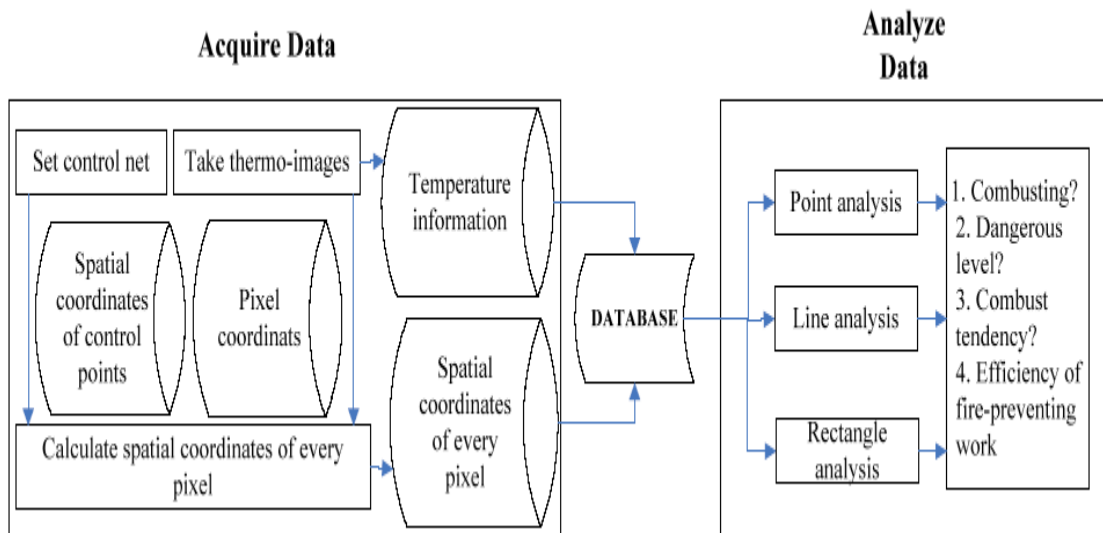 Acquire Data
Analyze
Data
Set control net
Take thermo-images
Temperature
information
Spatial
coordinates
of control
points
Pixel
coordinats
Calculate spatial coordinates of every
pixel
Spatial
coordinates
of every
pixel
DATABASE
Point analysis
Line analysis
Rectangle
analysis
1. Combusting?
2. Dangerous
level?
3. Combust
tendency?
4. Efficiency of
fire-preventing
work